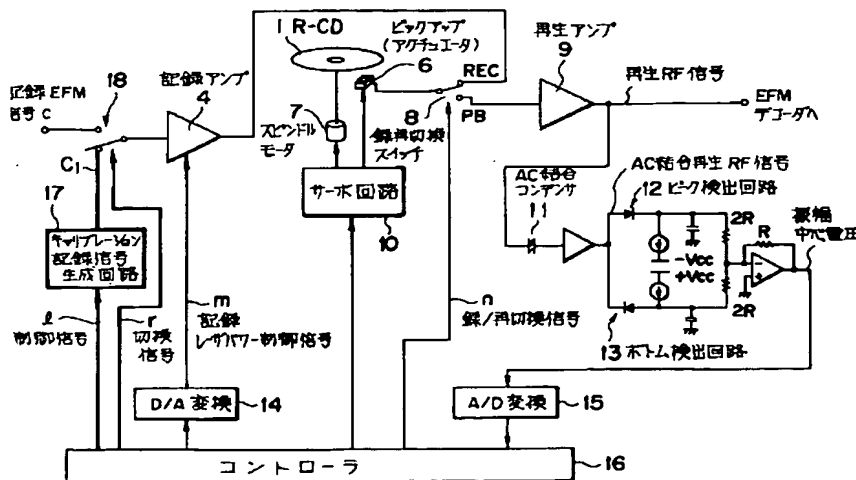 1 R-CD
ピックアップ
(アクチュエータ)
6
再生アンプ
9
REC
PB
再生RF信号
EFM
デコーダへ
記録EFM
信号 C
18
記録アンプ
4
7
スピンドル
モータ
8
録再切換
スイッチ
C1
サーボ回路
10
AC結合
コンデンサ
11
AC結合再生RF信号
12 ピーク検出回路
2R
R
振幅
中心電圧
-Vcc
+Vcc
2R
13 ボトム検出回路
17
キャリブレーション
記録信号
生成回路
l
制御信号
r
切換
信号
m
記録
レーザパワー制御信号
n
録/再切換信号
D/A 変換
14
A/D 変換
15
コントローラ
16